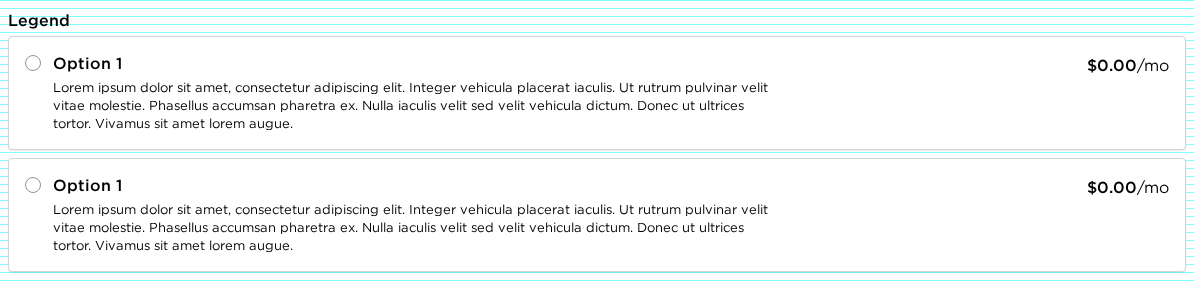 Legend
Option 1
$0.00/mo
Lorem ipsum dolor sit amet, consectetur adipiscing elit. Integer vehicula placerat iaculis. Ut rutrum pulvinar velit
vitae molestie. Phasellus accumsan pharetra ex. Nulla iaculis velit sed velit vehicula dictum. Donec ut ultrices
tortor. Vivamus sit amet lorem augue.
Option 1
$0.00/mo
Lorem ipsum dolor sit amet, consectetur adipiscing elit. Integer vehicula placerat iaculis. Ut rutrum pulvinar velit
vitae molestie. Phasellus accumsan pharetra ex. Nulla iaculis velit sed velit vehicula dictum. Donec ut ultrices
tortor. Vivamus sit amet lorem augue.